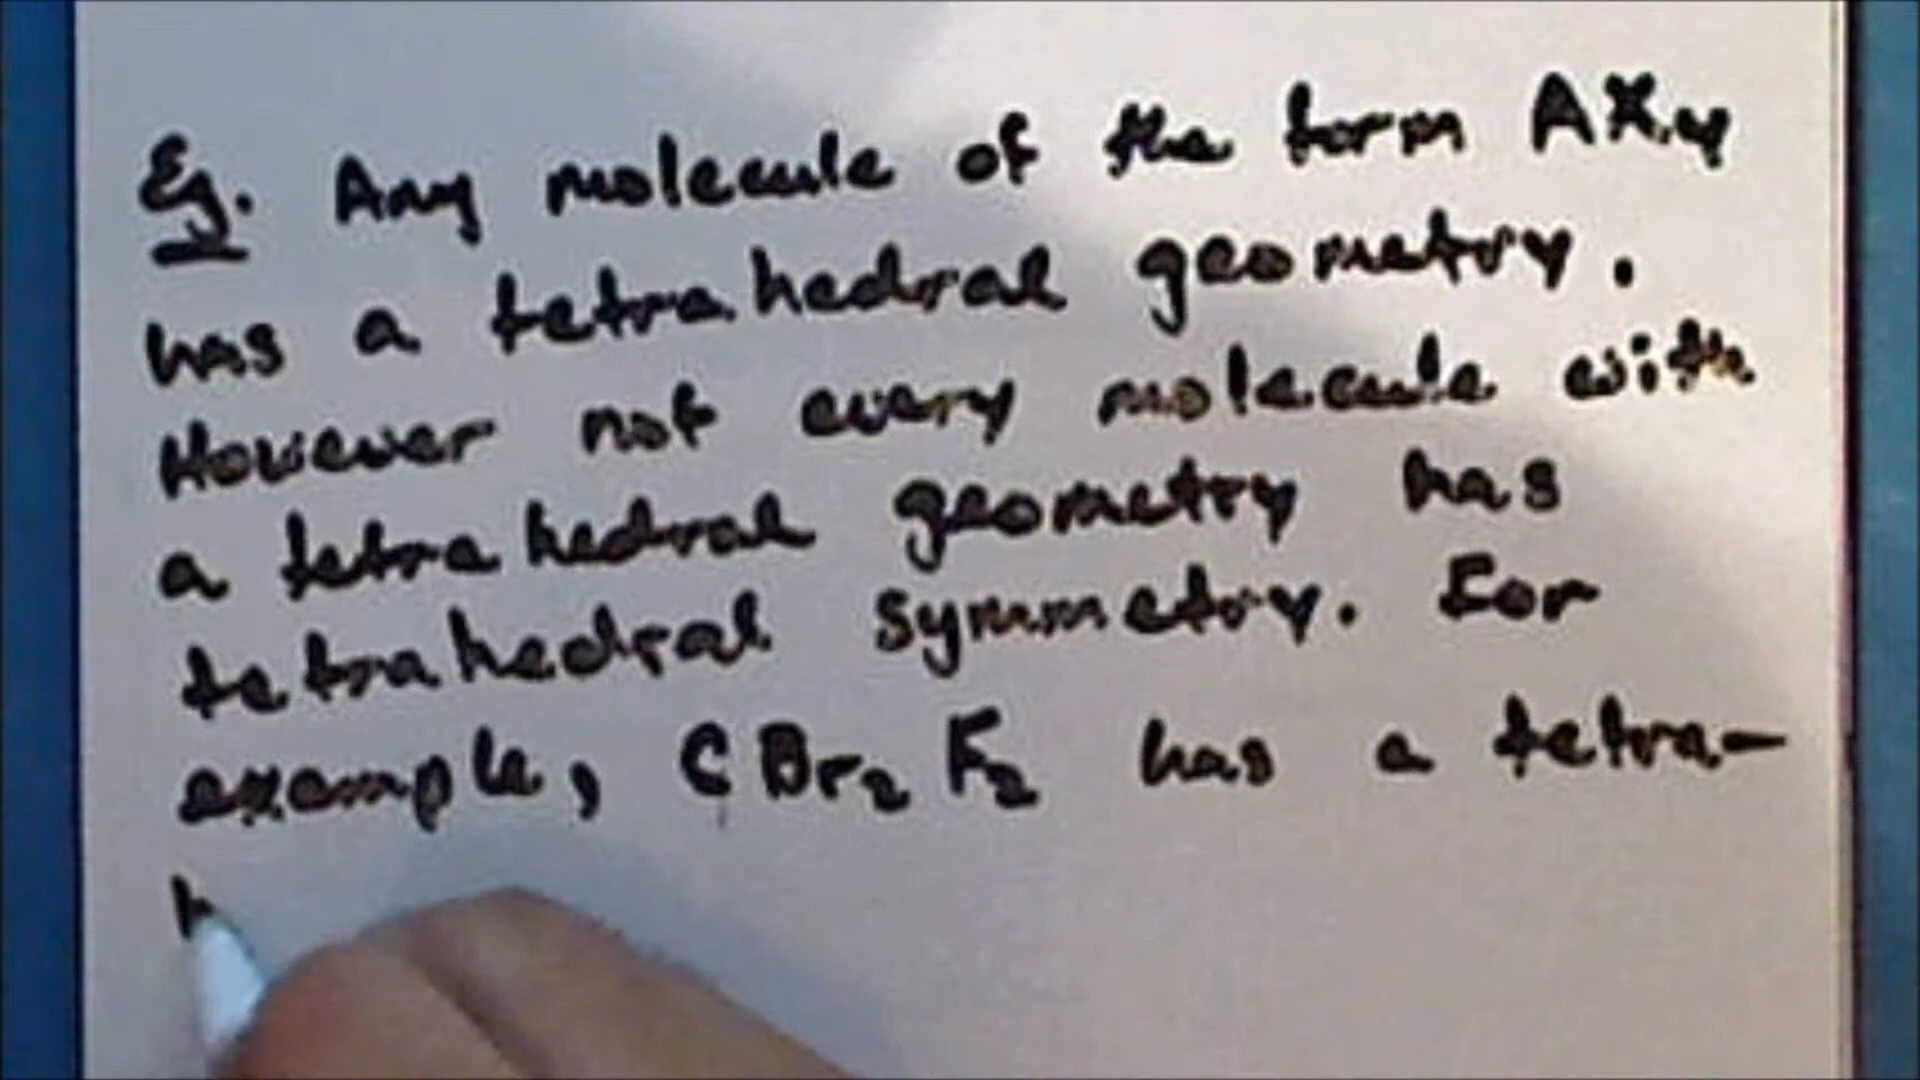 Eg. Any molecule of the form AX4
has a tetrahedral geometry.
However not every molecule with
a tetrahedral geometry has
tetrahedral symmetry. For
example, CBr2F2 has a tetra-
h